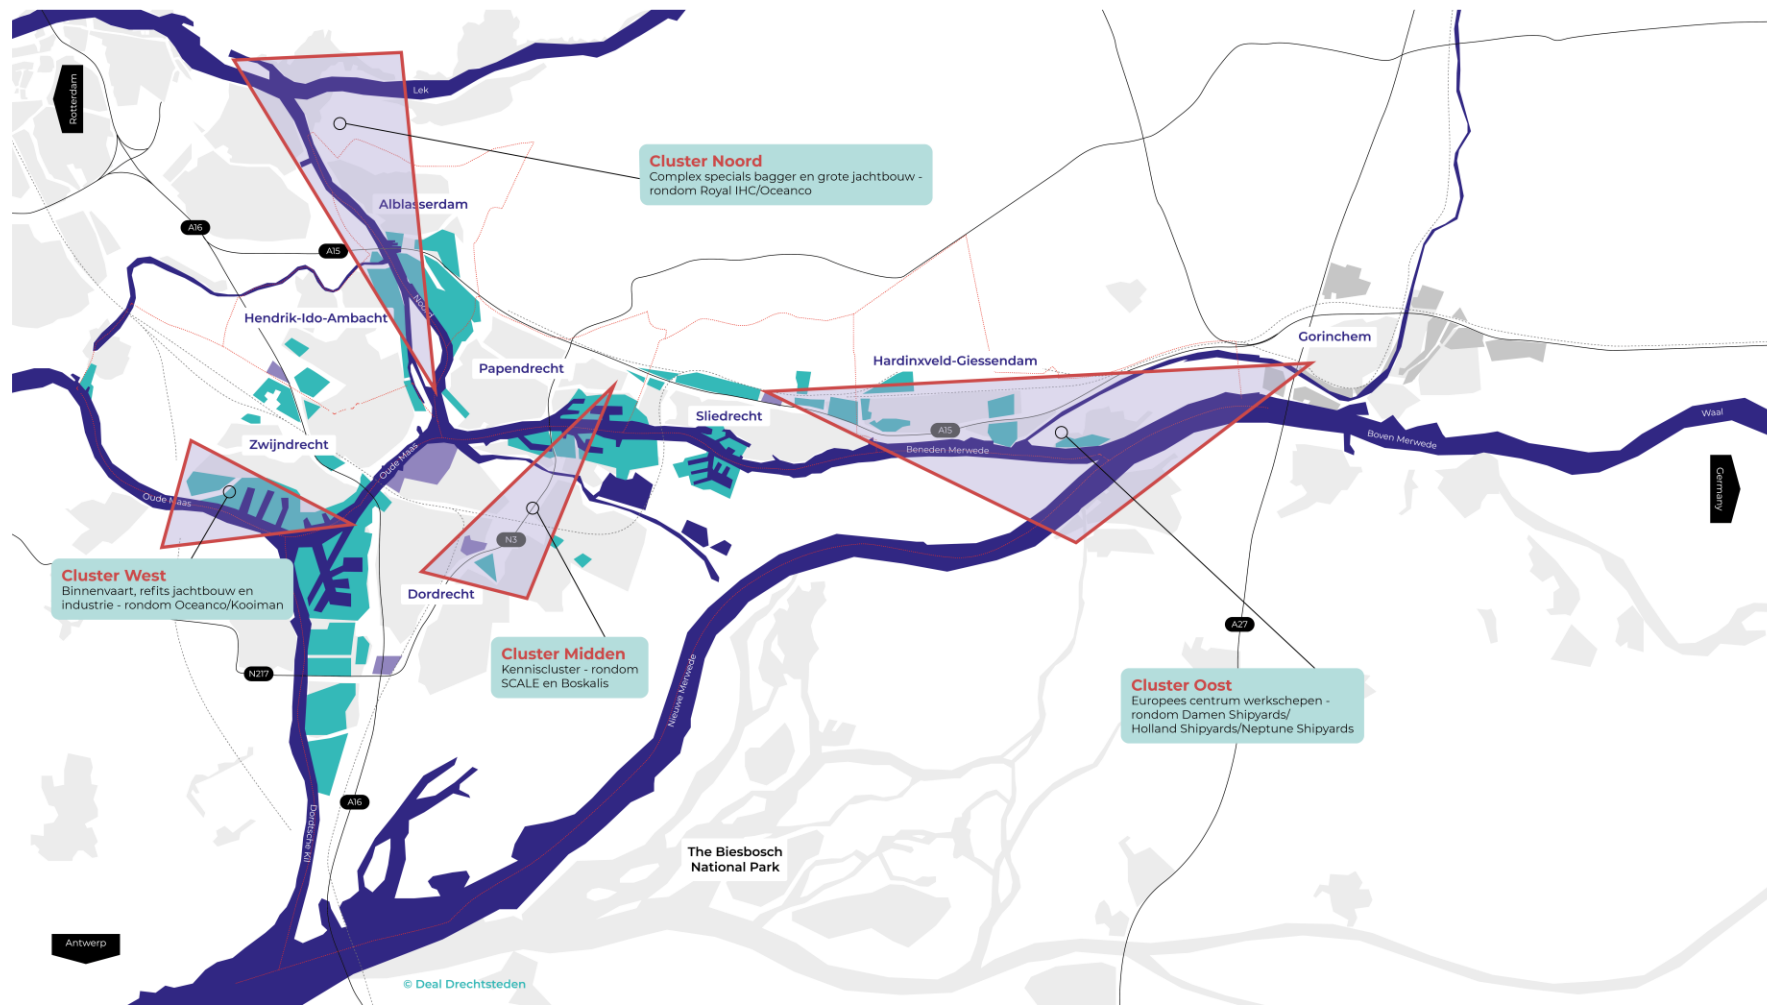 Rotterdam
Lek
Cluster Noord
Complex specials bagger en grote jachtbouw -
rondom Royal IHC/Oceanco
Alblasserdam
A16
A15
Noord
Hendrik-Ido-Ambacht
Papendrecht
Hardinxveld-Giessendam
Gorinchem
Sliedrecht
Zwijndrecht
A15
Beneden Merwede
Boven Merwede
Waal
Oude Maas
Oude Maas
Germany
N3
Cluster West
Binnenvaart, refits jachtbouw en
industrie - rondom Oceanco/Kooiman
Dordrecht
A27
Cluster Midden
Kenniscluster - rondom
SCALE en Boskalis
N217
Nieuwe Merwede
Cluster Oost
Europees centrum werkschepen -
rondom Damen Shipyards/
Holland Shipyards/Neptune Shipyards
A16
Dordtsche Kil
The Biesbosch
National Park
Antwerp
© Deal Drechtsteden